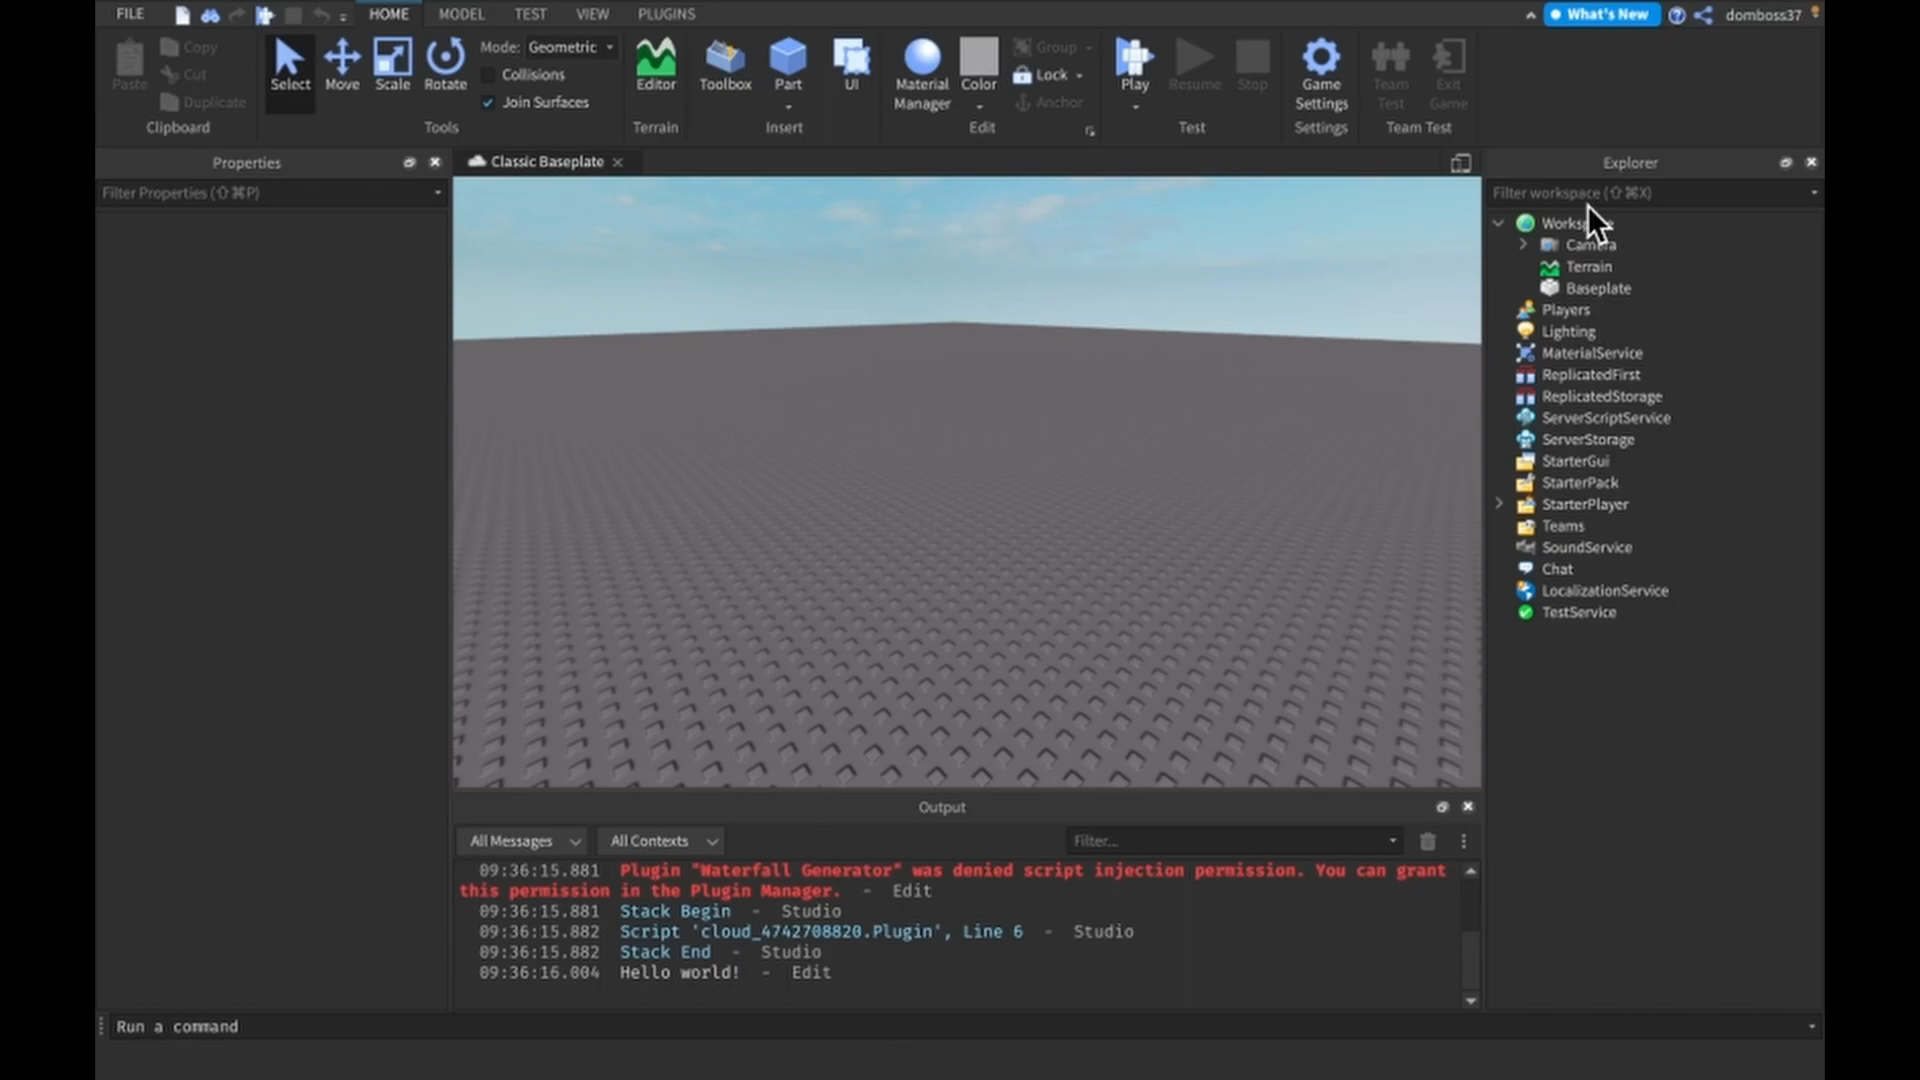 FILE HOME MODEL TEST VIEW PLUGINS What's New domboss37
Paste Copy Cut Duplicate Clipboard
Select Move Scale Rotate Mode: Geometric Collisions Join Surfaces Tools
Editor Terrain
Toolbox Part UI Insert
Material Manager Color Group Lock Anchor Edit
Play Resume Stop Test
Game Settings Settings
Team Test Exit Game Team Test
Properties
Filter Properties (⇧⌘P)
Classic Baseplate
Explorer
Filter workspace (⇧⌘X)
Camera
Terrain
Baseplate
Players
Lighting
MaterialService
ReplicatedFirst
ReplicatedStorage
ServerScriptService
ServerStorage
StarterGui
StarterPack
StarterPlayer
Teams
SoundService
Chat
LocalizationService
TestService
Output
All Messages All Contexts Filter...
09:36:15.881 Plugin "Waterfall Generator" was denied script injection permission. You can grant
this permission in the Plugin Manager. - Edit
09:36:15.881 Stack Begin - Studio
09:36:15.882 Script 'cloud_4742708820.Plugin', Line 6 - Studio
09:36:15.882 Stack End - Studio
09:36:16.004 Hello world! - Edit
Run a command